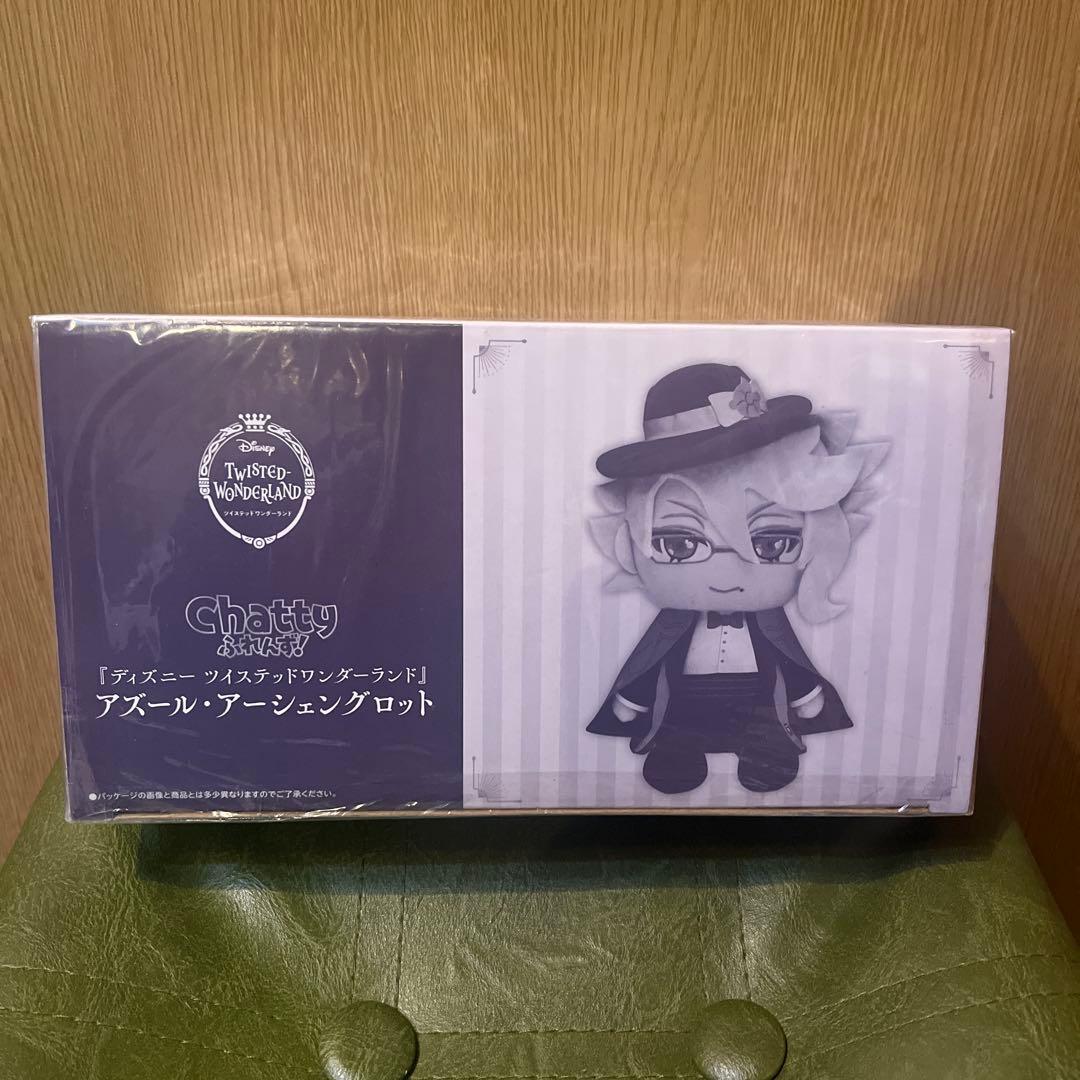 Disney
TWISTED-
WONDERLAND
ツイステッドワンダーランド
Chatty
ふれんず!
『ディズニー ツイステッドワンダーランド』
アズール・アーシェングロット
●パッケージの画像と商品とは多少異なりますのでご了承ください。